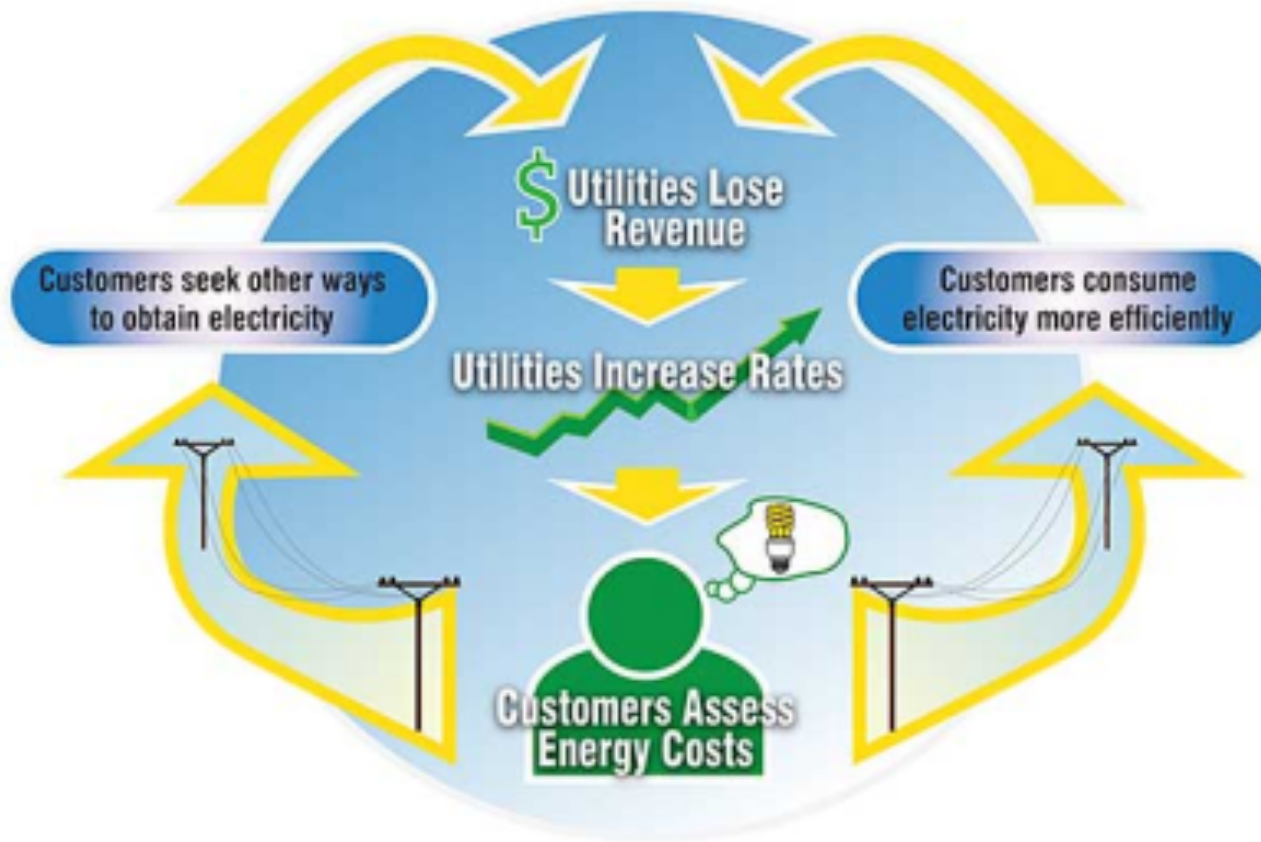 $ Utilities Lose
Revenue
Customers seek other ways
to obtain electricity
Customers consume
electricity more efficiently
Utilities Increase Rates
Customers Assess
Energy Costs